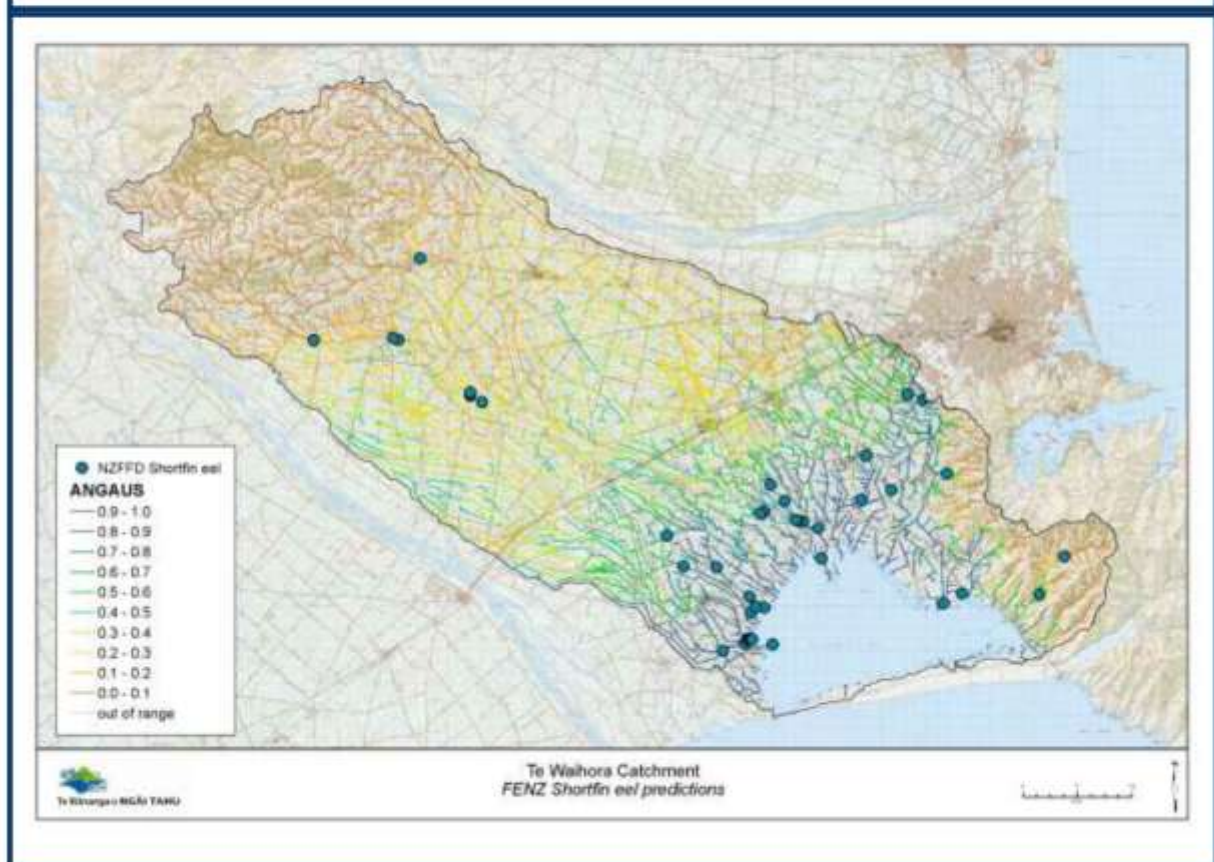 NZFFD Shortfin eel
ANGAUS
0.9 - 1.0
0.8 - 0.9
0.7 - 0.8
0.6 - 0.7
0.5 - 0.6
0.4 - 0.5
0.3 - 0.4
0.2 - 0.3
0.1 - 0.2
0.0 - 0.1
out of range
Te Waihora Catchment
FENZ Shortfin eel predictions
Te Rūnanga o NGĀI TAHU